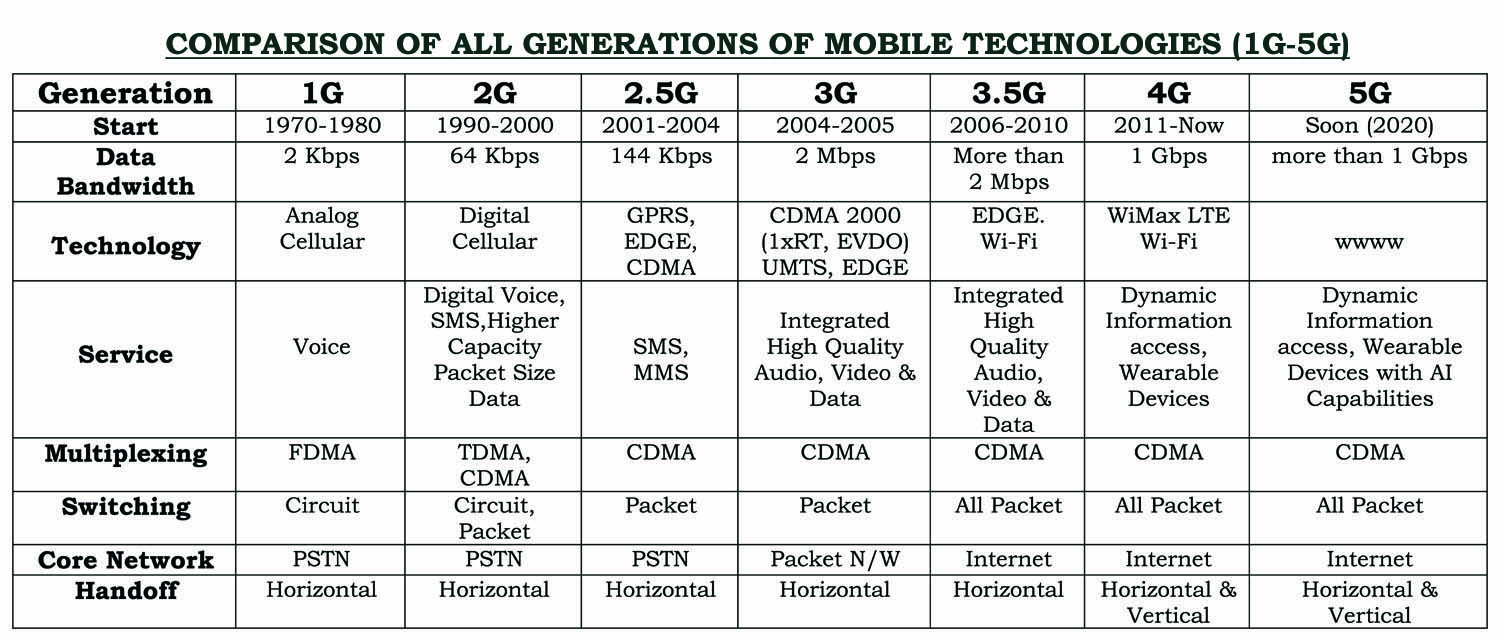 COMPARISON OF ALL GENERATIONS OF MOBILE TECHNOLOGIES (1G-5G)
Generation 1G 2G 2.5G 3G 3.5G 4G 5G
Start 1970-1980 1990-2000 2001-2004 2004-2005 2006-2010 2011-Now Soon (2020)
Data 2 Kbps 64 Kbps 144 Kbps 2 Mbps More than 1 Gbps more than 1 Gbps
Bandwidth 2 Mbps
Analog Digital GPRS, CDMA 2000 EDGE. WiMax LTE
Technology Cellular Cellular EDGE, (1xRT, EVDO) Wi-Fi Wi-Fi wwww
CDMA UMTS, EDGE
Digital Voice, Integrated Dynamic Dynamic
SMS,Higher Integrated High Information Information
Service Voice Capacity SMS, High Quality Quality access, access, Wearable
Packet Size MMS Audio, Video & Audio, Wearable Devices with AI
Data Data Video & Devices Capabilities
Data
Multiplexing FDMA TDMA, CDMA CDMA CDMA CDMA CDMA
CDMA
Switching Circuit Circuit, Packet Packet All Packet All Packet All Packet
Packet
Core Network PSTN PSTN PSTN Packet N/W Internet Internet Internet
Handoff Horizontal Horizontal Horizontal Horizontal Horizontal Horizontal & Horizontal &
Vertical Vertical